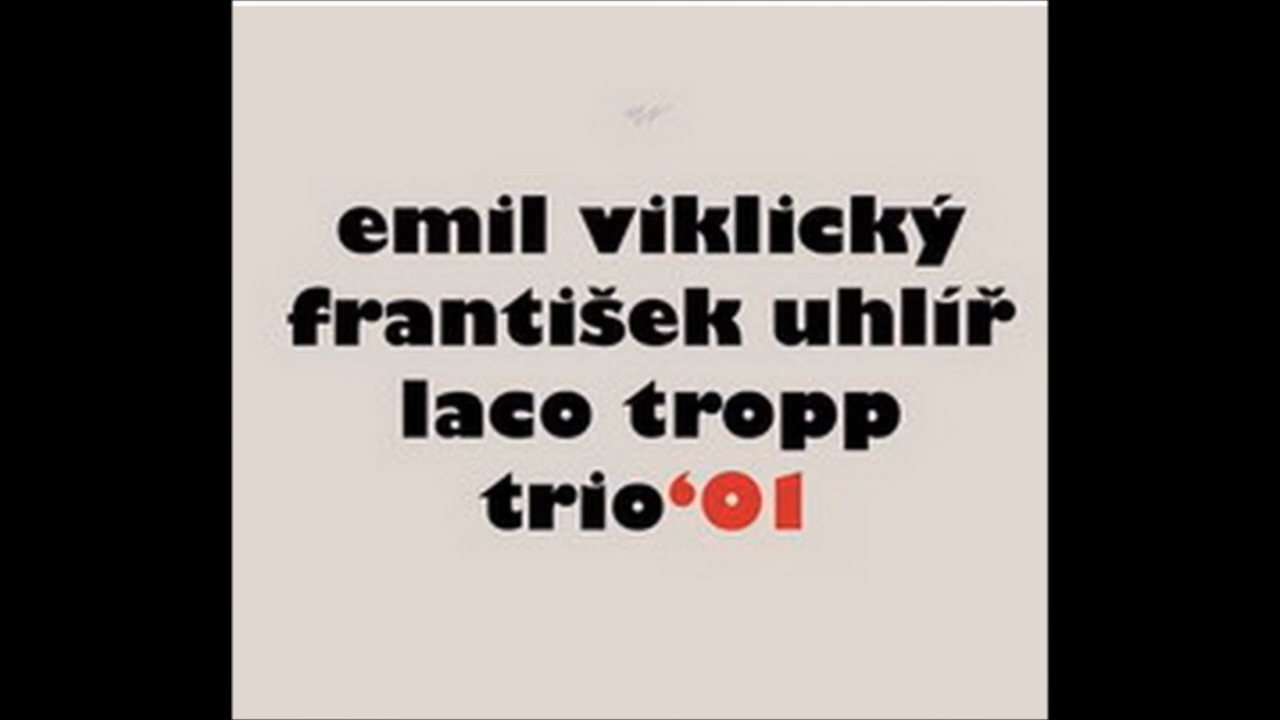 emil viklický
františek uhlíř
laco tropp
trio‘01